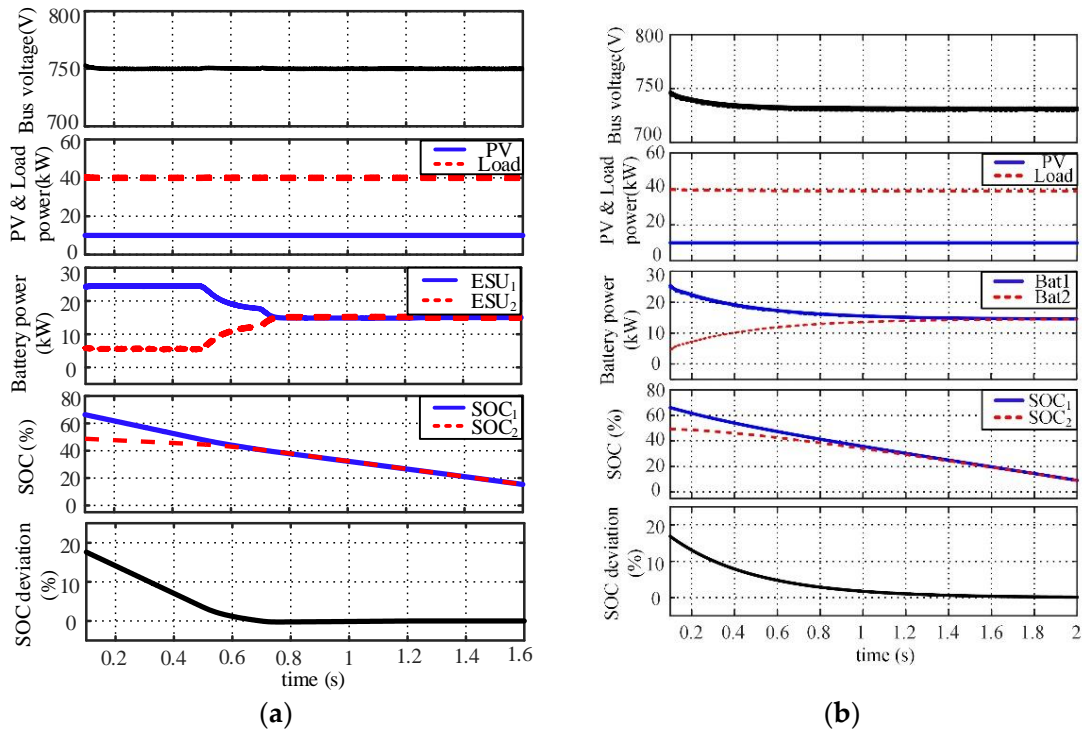 800
Bus voltage(V)
750
700
60
PV & Load
power(kW)
40
20
0
PV
Load
30
Battery power
(kW)
20
10
0
ESU1
ESU2
80
SOC (%)
60
40
20
0
SOC1
SOC2
20
SOC deviation
(%)
10
0
0.2 0.4 0.6 0.8 1 1.2 1.4 1.6
time (s)
(a)
800
Bus voltage(V)
750
700
60
PV & Load
power(kW)
40
20
0
PV
Load
30
Battery power
(kW)
20
10
0
Bat1
Bat2
80
SOC (%)
60
40
20
0
SOC1
SOC2
20
SOC deviation
(%)
10
0
0.2 0.4 0.6 0.8 1 1.2 1.4 1.6 1.8 2
time (s)
(b)